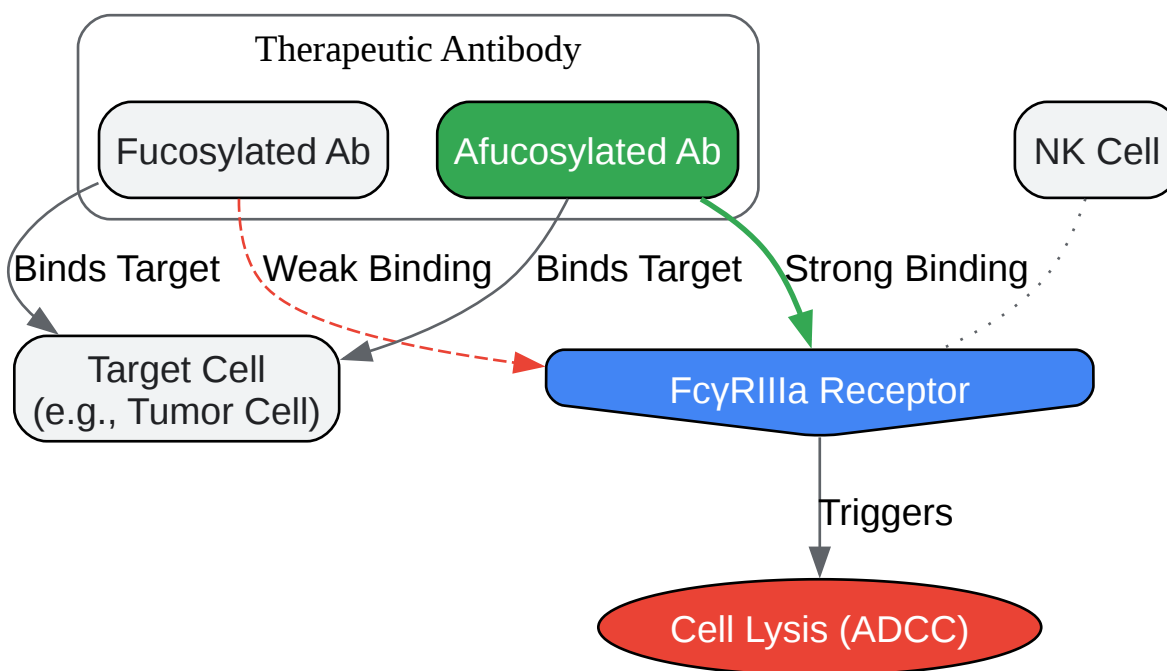 Therapeutic Antibody
Fucosylated Ab
Afucosylated Ab
NK Cell
Binds Target
Weak Binding
Binds Target
Strong Binding
Target Cell
(e.g., Tumor Cell)
FcγRIIIa Receptor
Triggers
Cell Lysis (ADCC)